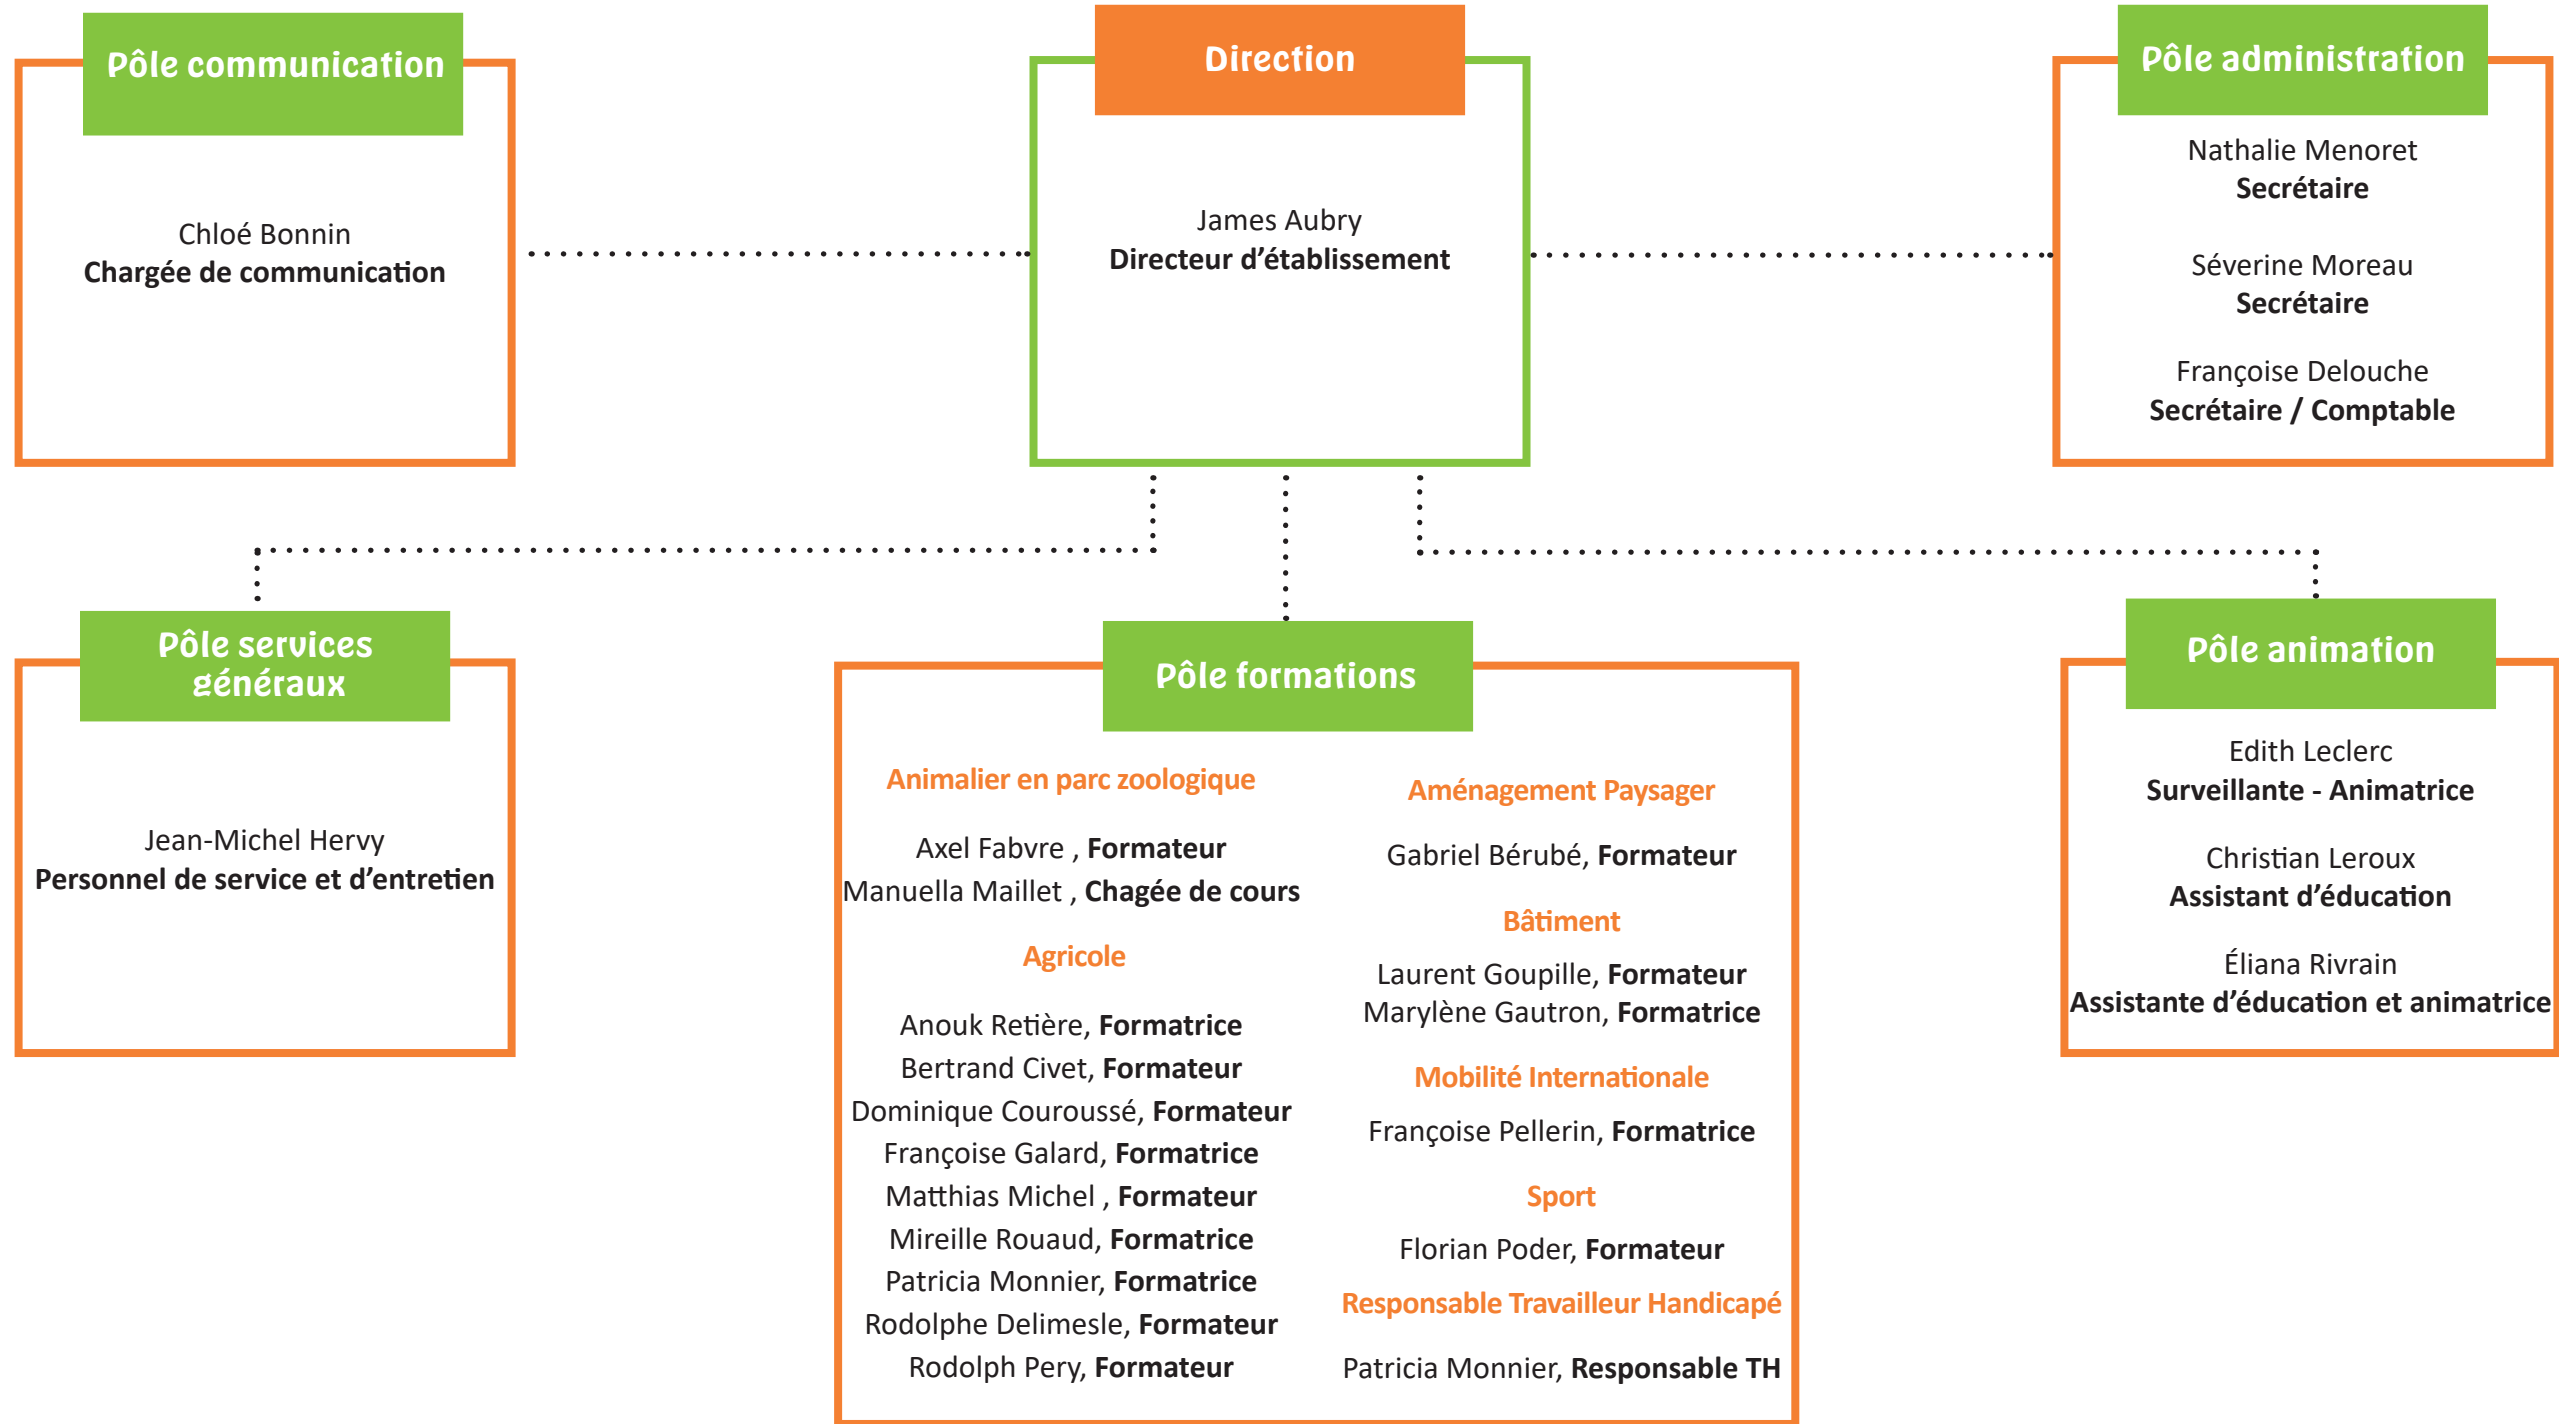 Pôle communication
Chloé Bonnin
Chargée de communication
Direction
James Aubry
Directeur d'établissement
Pôle administration
Nathalie Menoret
Secrétaire
Séverine Moreau
Secrétaire
Françoise Delouche
Secrétaire / Comptable
Pôle services
généraux
Jean-Michel Hervy
Personnel de service et d'entretien
Pôle formations
Animalier en parc zoologique
Axel Fabvre , Formateur
Manuella Maillet , Chagée de cours
Agricole
Anouk Retière, Formatrice
Bertrand Civet, Formateur
Dominique Couroussé, Formateur
Françoise Galard, Formatrice
Matthias Michel , Formateur
Mireille Rouaud, Formatrice
Patricia Monnier, Formatrice
Rodolphe Delimesle, Formateur
Rodolph Pery, Formateur
Aménagement Paysager
Gabriel Bérubé, Formateur
Bâtiment
Laurent Goupille, Formateur
Marylène Gautron, Formatrice
Mobilité Internationale
Françoise Pellerin, Formatrice
Sport
Florian Poder, Formateur
Responsable Travailleur Handicapé
Patricia Monnier, Responsable TH
Pôle animation
Edith Leclerc
Surveillante - Animatrice
Christian Leroux
Assistant d'éducation
Éliana Rivrain
Assistante d'éducation et animatrice